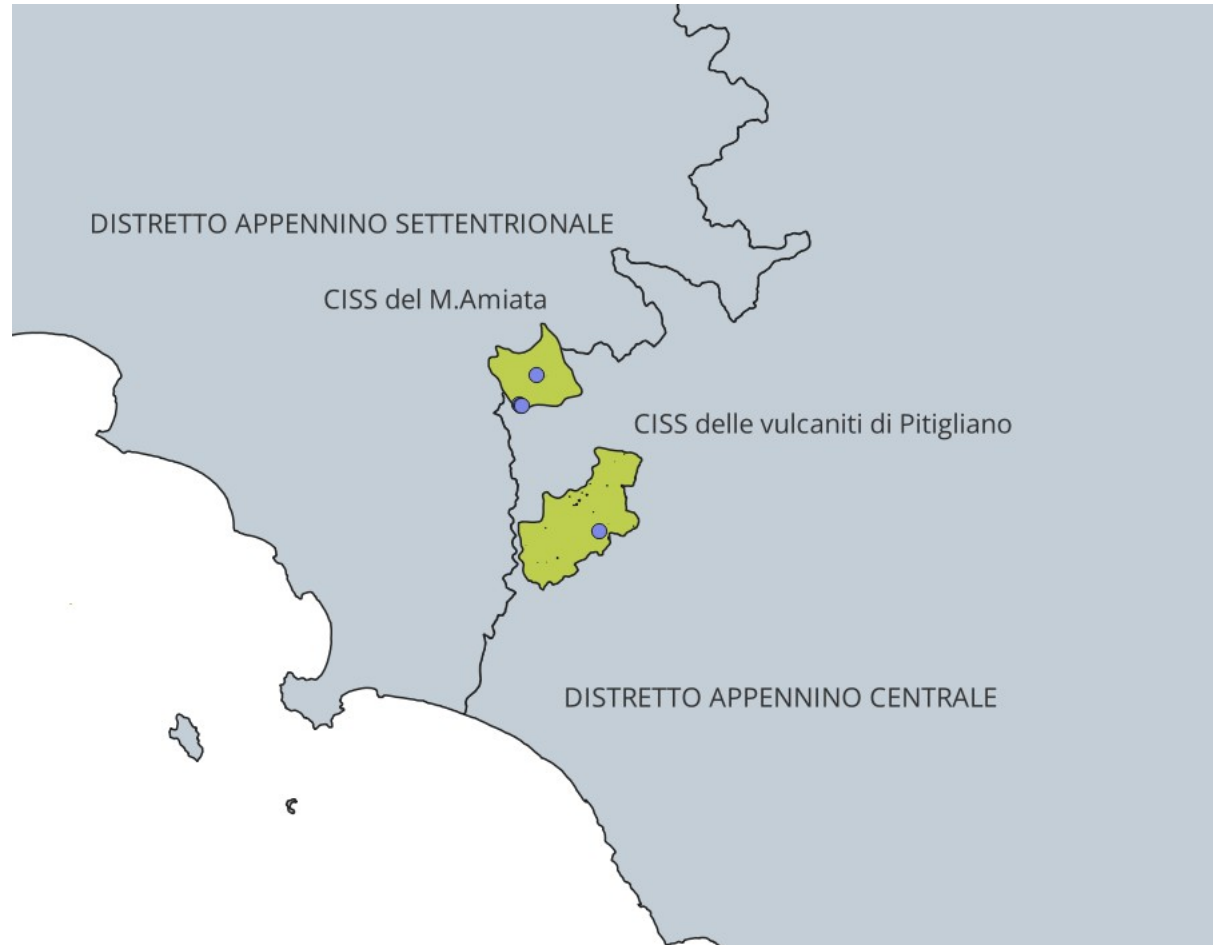 DISTRETTO APPENNINO SETTENTRIONALE
CISS del M.Amiata
CISS delle vulcaniti di Pitigliano
DISTRETTO APPENNINO CENTRALE